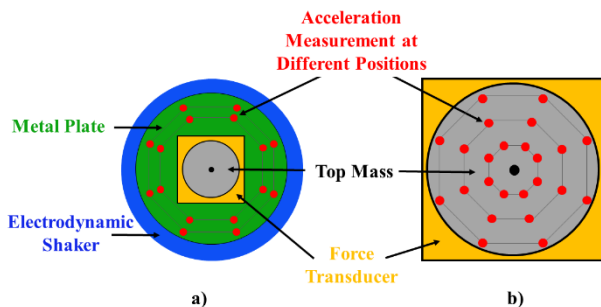 Acceleration
Measurement at
Different Positions
Metal Plate
Top Mass
Electrodynamic
Shaker
Force
Transducer
a)
b)